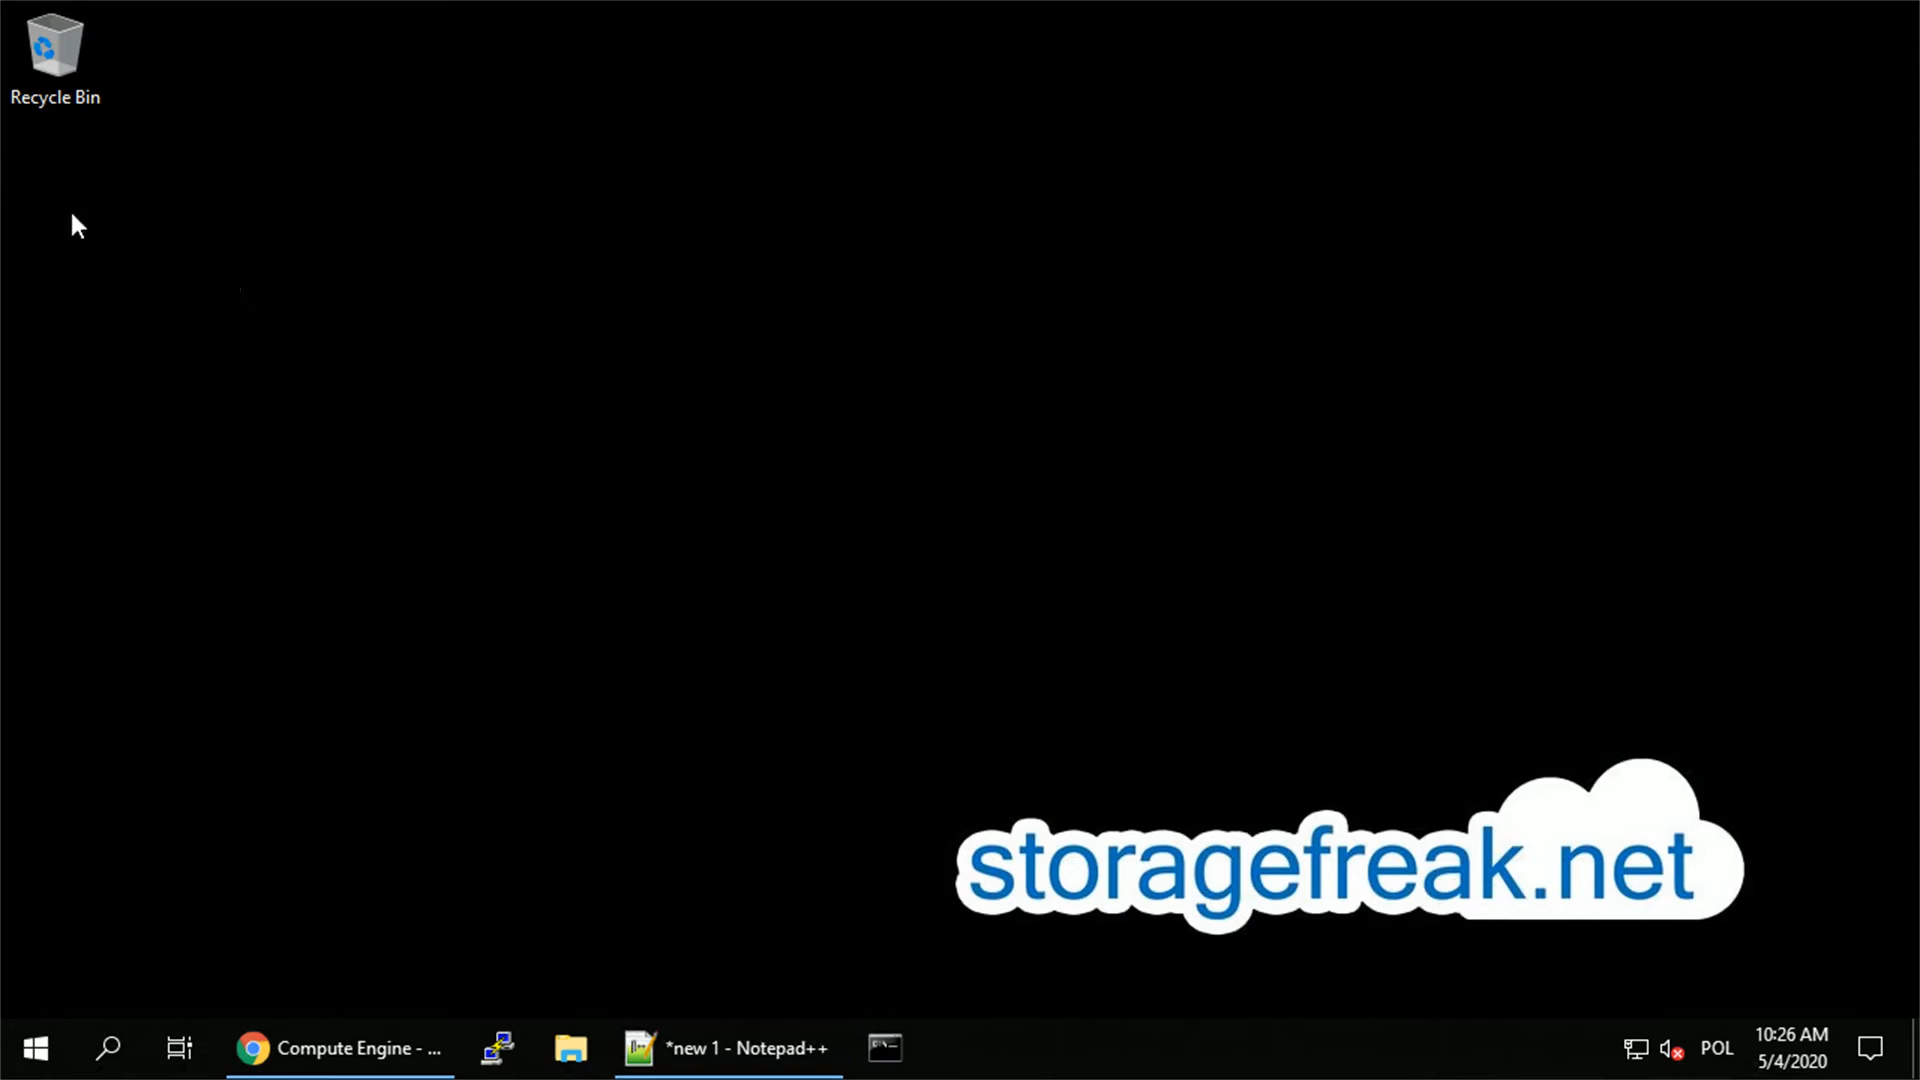 Recycle Bin
storagefreak.net
Compute Engine - ...
*new 1 - Notepad++
POL
10:26 AM
5/4/2020